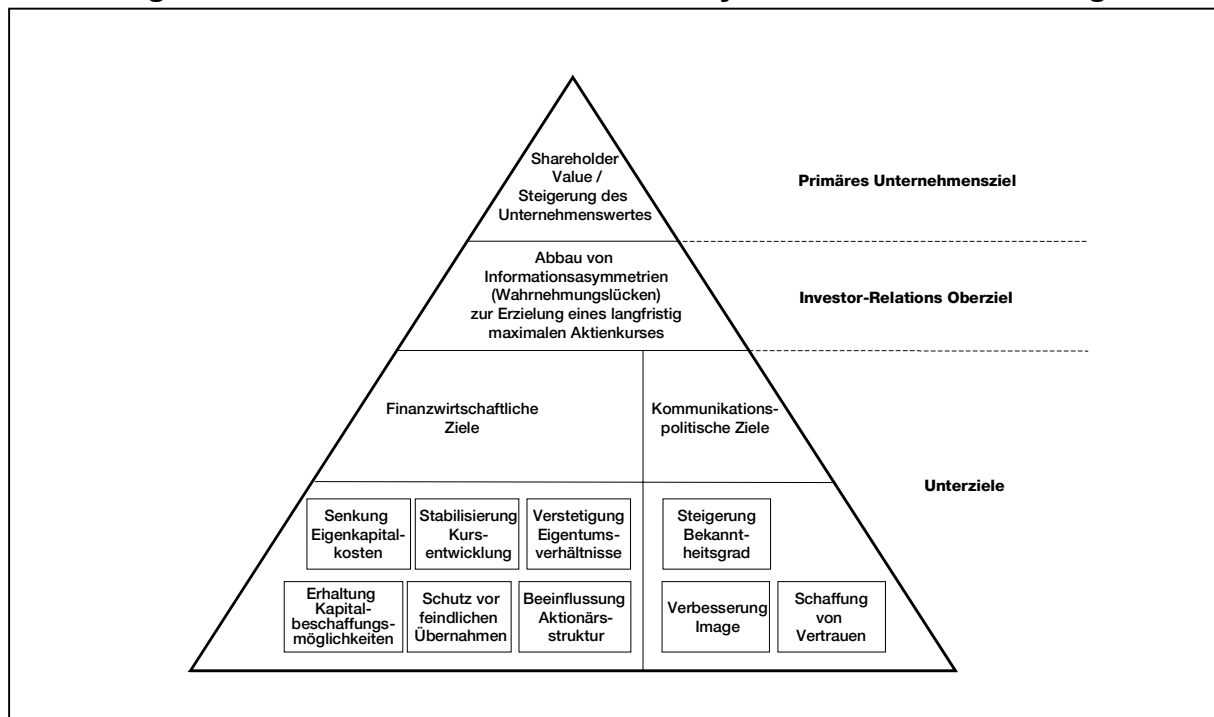 Shareholder
Value /
Steigerung des
Unternehmenswertes
Primäres Unternehmensziel
Abbau von
Informationsasymmetrien
(Wahrnehmungslücken)
zur Erzielung eines langfristig
maximalen Aktienkurses
Investor-Relations Oberziel
Finanzwirtschaftliche
Ziele
Kommunikations-
politische Ziele
Unterziele
Senkung
Eigenkapital-
kosten
Stabilisierung
Kurs-
entwicklung
Verstetigung
Eigentums-
verhältnisse
Steigerung
Bekannt-
heitsgrad
Erhaltung
Kapital-
beschaffungs-
möglichkeiten
Schutz vor
feindlichen
Übernahmen
Beeinflussung
Aktionärs-
struktur
Verbesserung
Image
Schaffung
von
Vertrauen